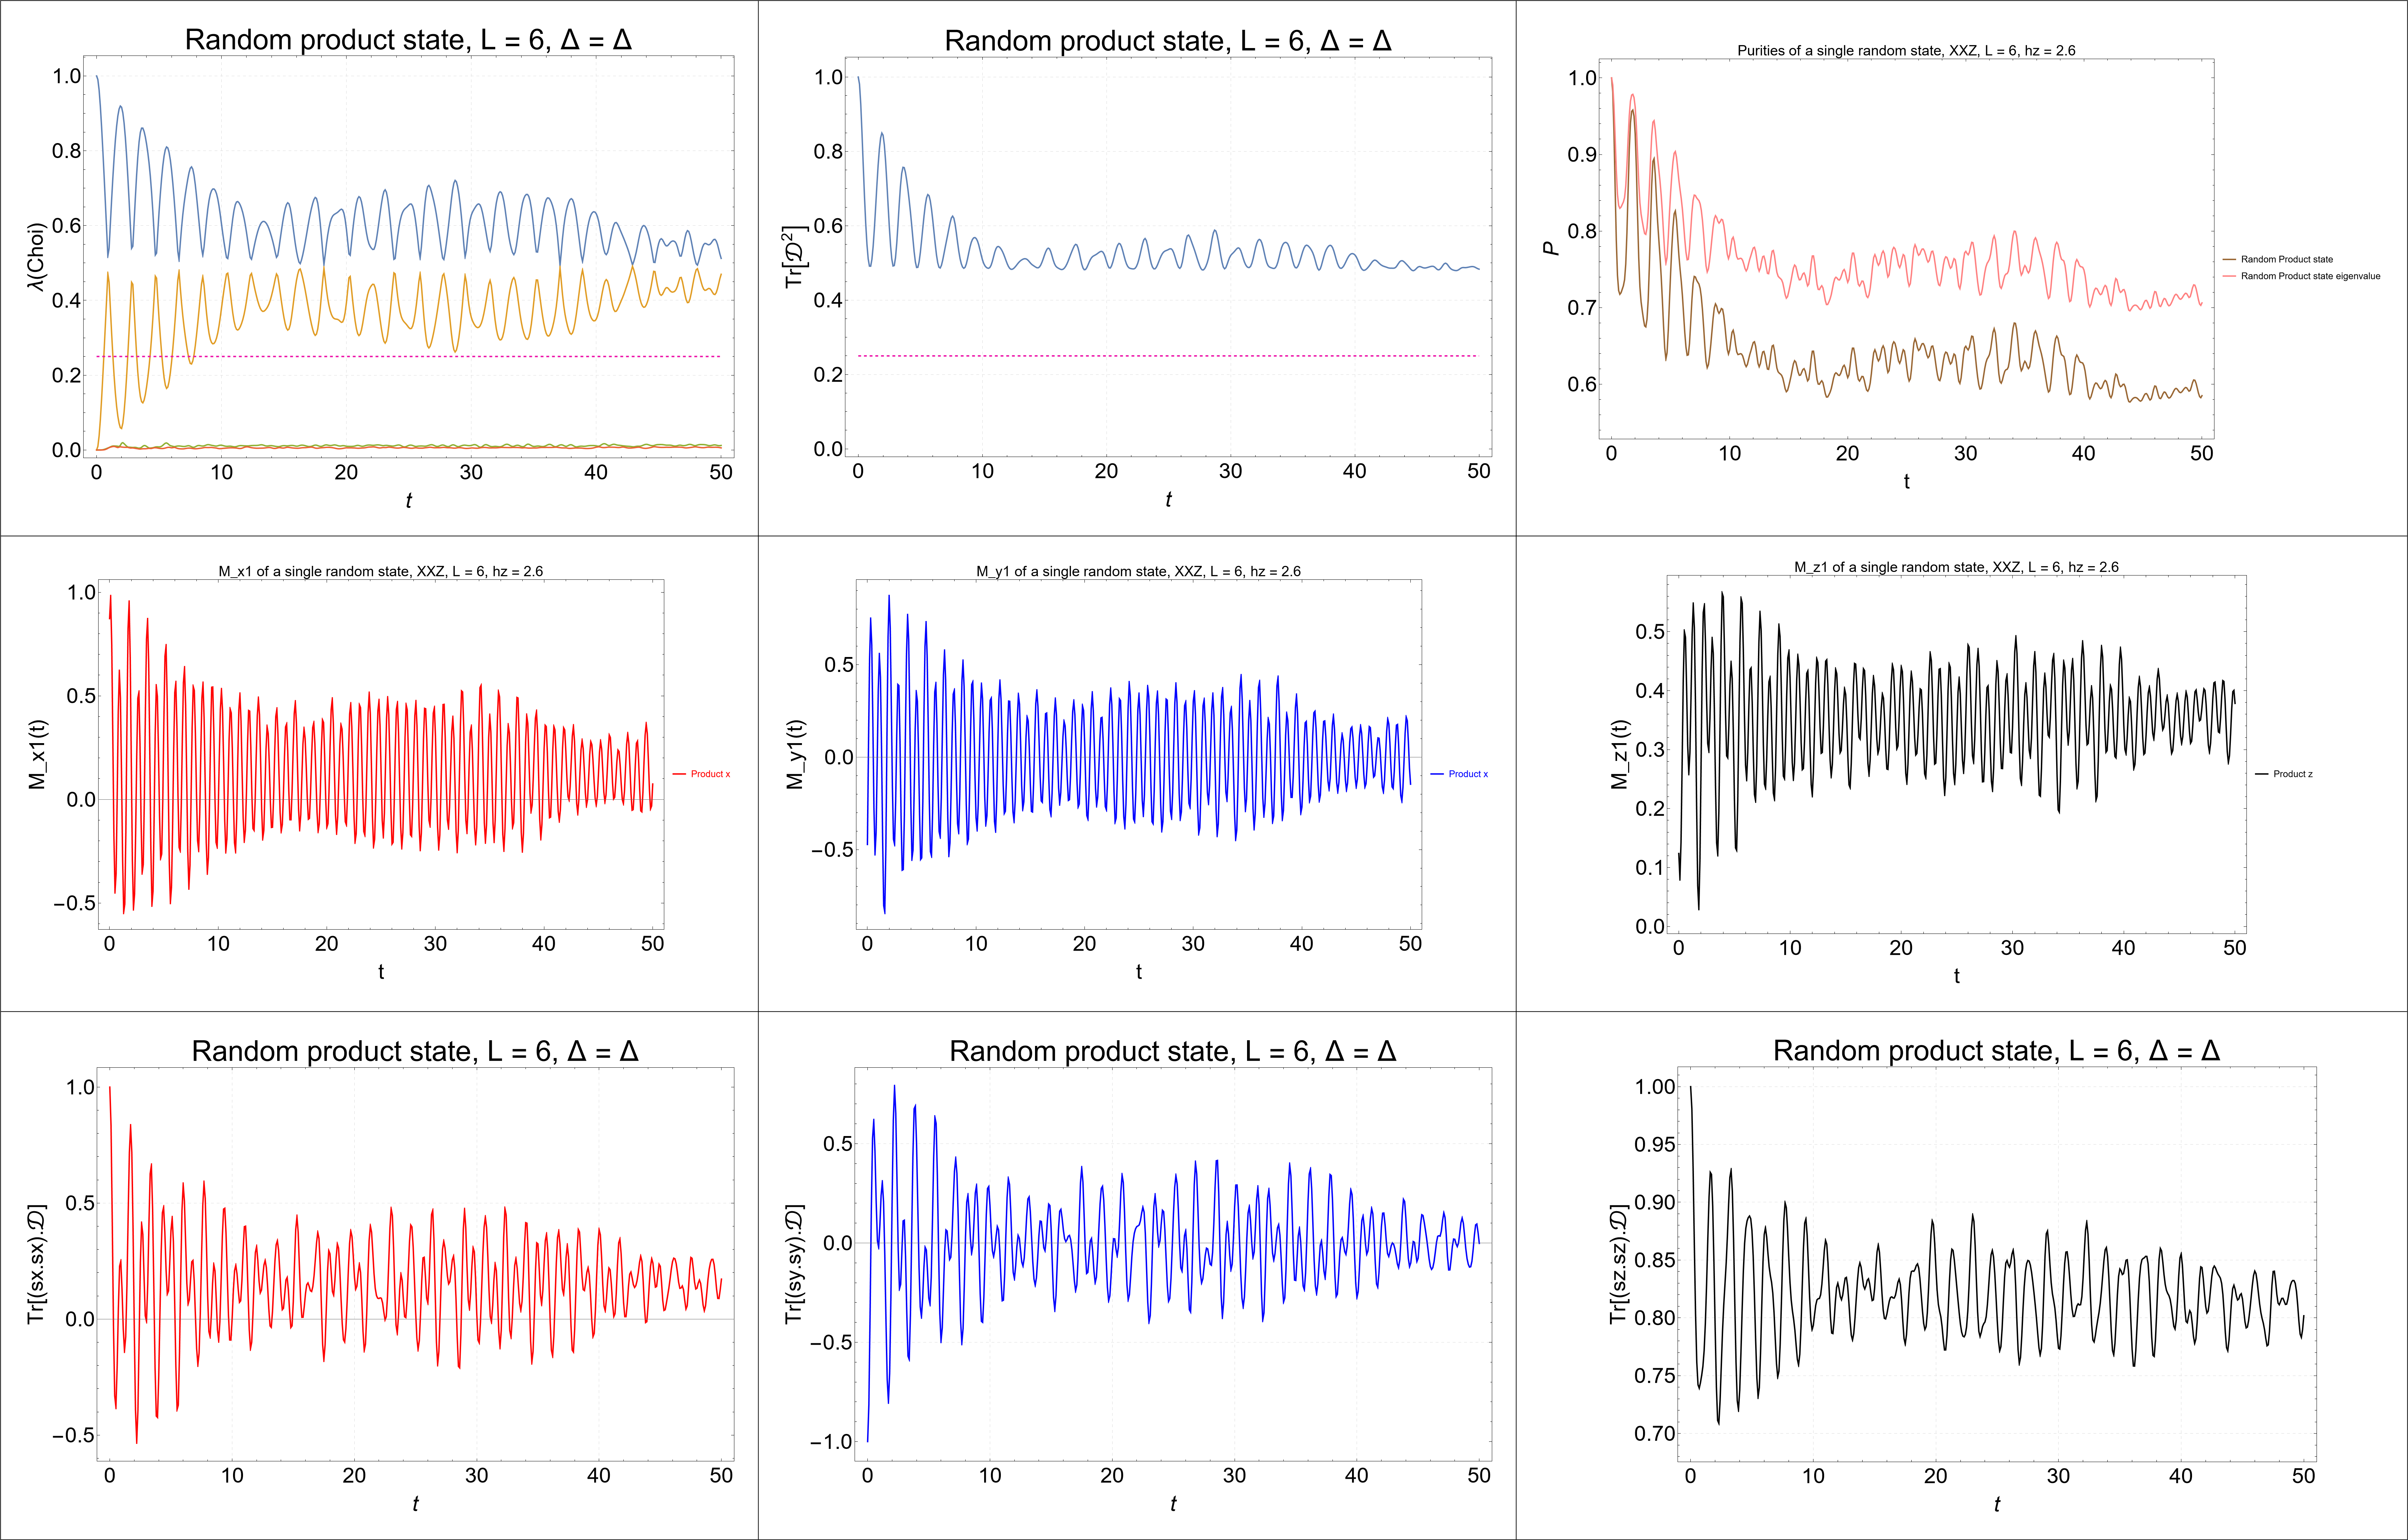 Random product state, L = 6, Δ = Δ
λ(Choi)
1.0
0.8
0.6
0.4
0.2
0.0
0 10 20 30 40 50
t
Random product state, L = 6, Δ = Δ
Tr[𝒟²]
1.0
0.8
0.6
0.4
0.2
0.0
0 10 20 30 40 50
t
Purities of a single random state, XXZ, L = 6, hz = 2.6
P
1.0
0.9
0.8
0.7
0.6
0 10 20 30 40 50
t
Random Product state
Random Product state eigenvalue
M_x1 of a single random state, XXZ, L = 6, hz = 2.6
M_x1(t)
1.0
0.5
0.0
−0.5
0 10 20 30 40 50
t
Product x
M_y1 of a single random state, XXZ, L = 6, hz = 2.6
M_y1(t)
0.5
0.0
−0.5
0 10 20 30 40 50
t
Product x
M_z1 of a single random state, XXZ, L = 6, hz = 2.6
M_z1(t)
0.5
0.4
0.3
0.2
0.1
0.0
0 10 20 30 40 50
t
Product z
Random product state, L = 6, Δ = Δ
Tr[(sx.sx).𝒟]
1.0
0.5
0.0
−0.5
0 10 20 30 40 50
t
Random product state, L = 6, Δ = Δ
Tr[(sy.sy).𝒟]
0.5
0.0
−0.5
−1.0
0 10 20 30 40 50
t
Random product state, L = 6, Δ = Δ
Tr[(sz.sz).𝒟]
1.00
0.95
0.90
0.85
0.80
0.75
0.70
0 10 20 30 40 50
t